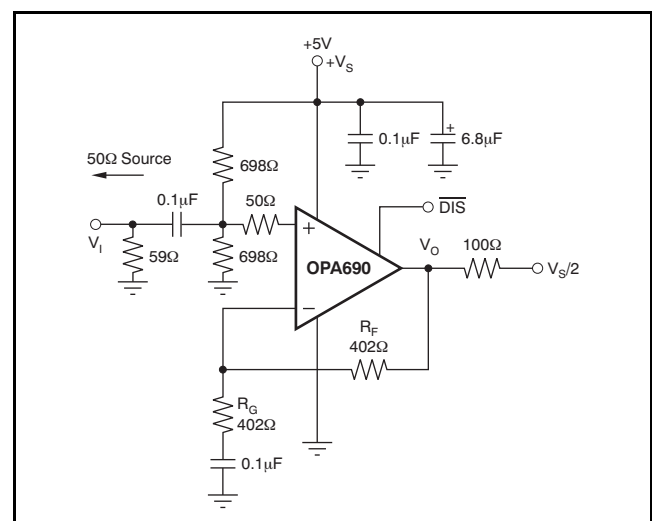 +5V
+V_S
50Ω Source
698Ω
0.1μF
+
6.8μF
0.1μF
50Ω
DIS
V_I
59Ω
698Ω
+
OPA690
−
V_O
100Ω
V_S/2
R_F
402Ω
R_G
402Ω
0.1μF